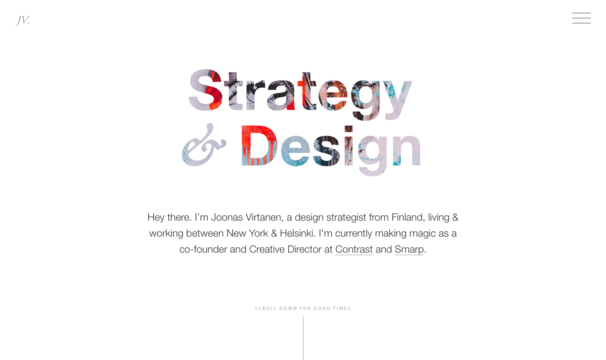 JV.
Strategy
& Design
Hey there. I'm Joonas Virtanen, a design strategist from Finland, living &
working between New York & Helsinki. I'm currently making magic as a
co-founder and Creative Director at Contrast and Smarp.
SCROLL DOWN FOR GOOD TIMES